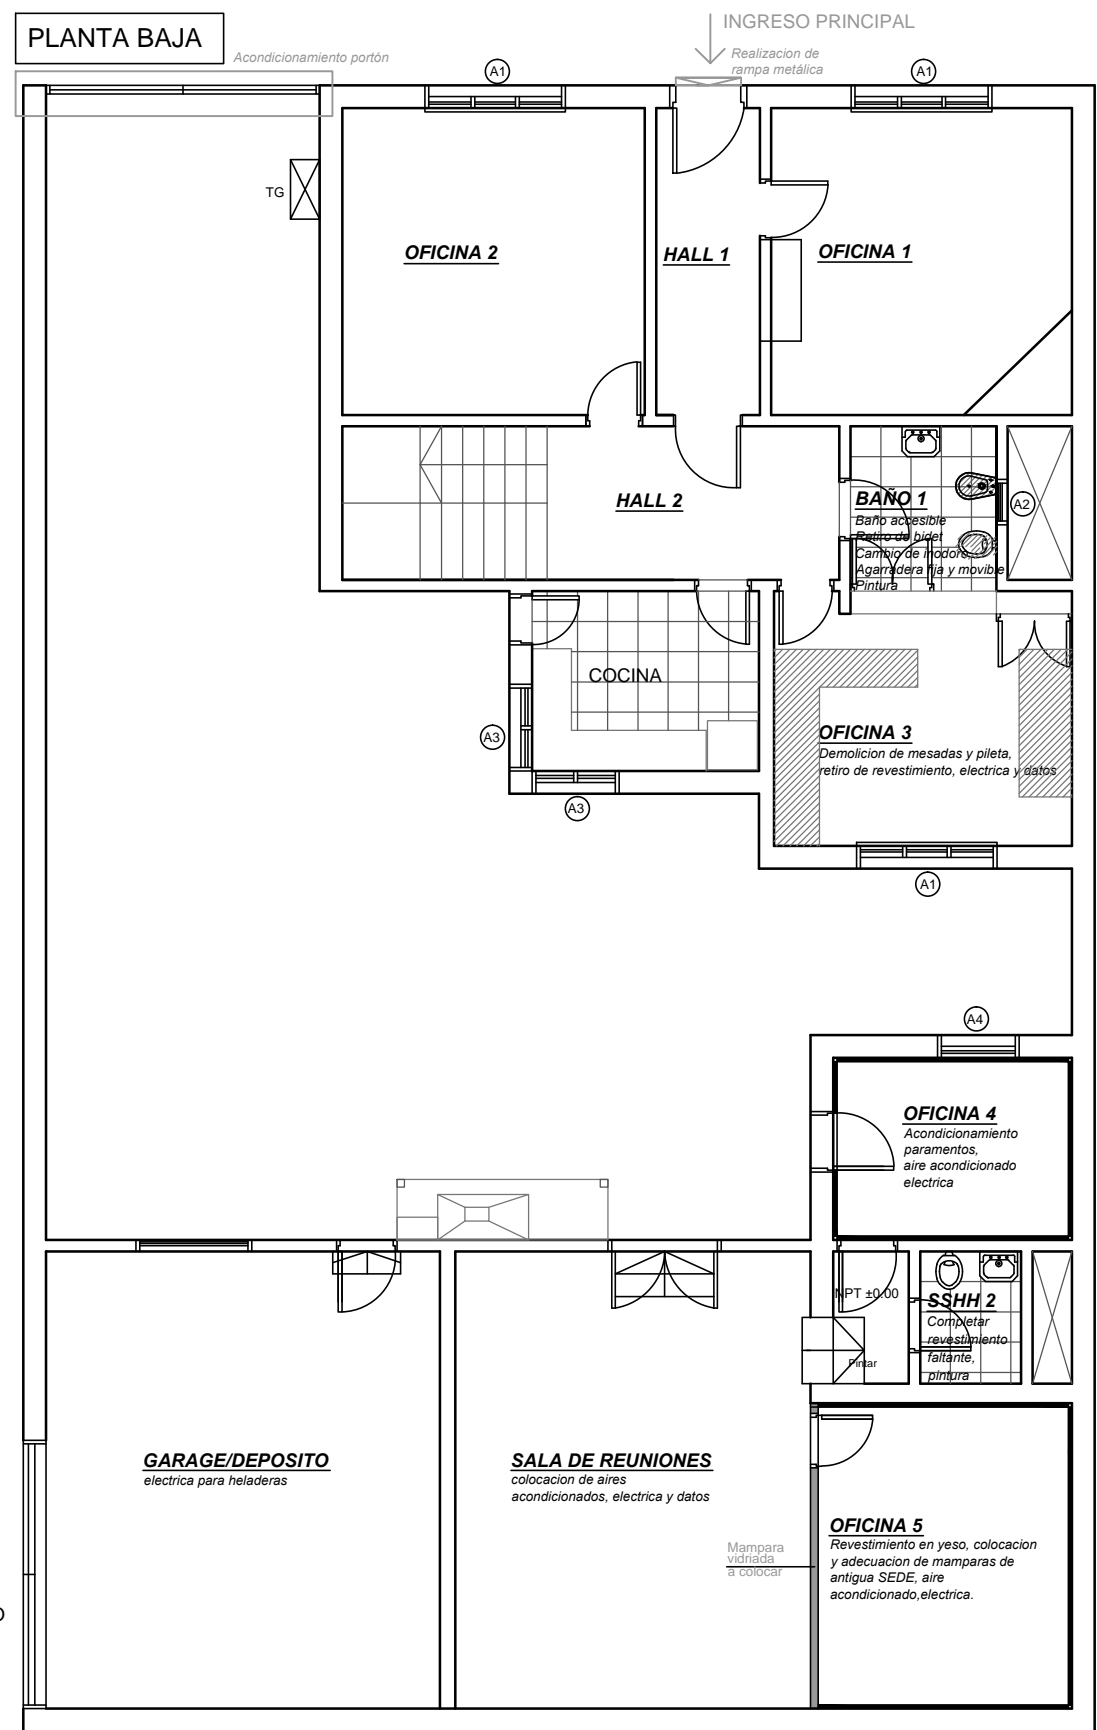 PLANTA BAJA
Acondicionamiento portón
INGRESO PRINCIPAL
Realizacion de
rampa metálica
A1
A1
TG
OFICINA 2
HALL 1
OFICINA 1
HALL 2
BAÑO 1
Baño accesible
Retiro de bidet
Cambio de inodoro,
Agarradera fija y movible
Pintura
A2
COCINA
A3
A3
OFICINA 3
Demolicion de mesadas y pileta,
retiro de revestimiento, electrica y datos
A1
A4
OFICINA 4
Acondicionamiento
paramentos,
aire acondicionado
electrica
NPT ±0.00
Pintar
SSHH 2
Completar
revestimiento
faltante,
pintura
GARAGE/DEPOSITO
electrica para heladeras
SALA DE REUNIONES
colocacion de aires
acondicionados, electrica y datos
Mampara
vidriada
a colocar
OFICINA 5
Revestimiento en yeso, colocacion
y adecuacion de mamparas de
antigua SEDE, aire
acondicionado,electrica.